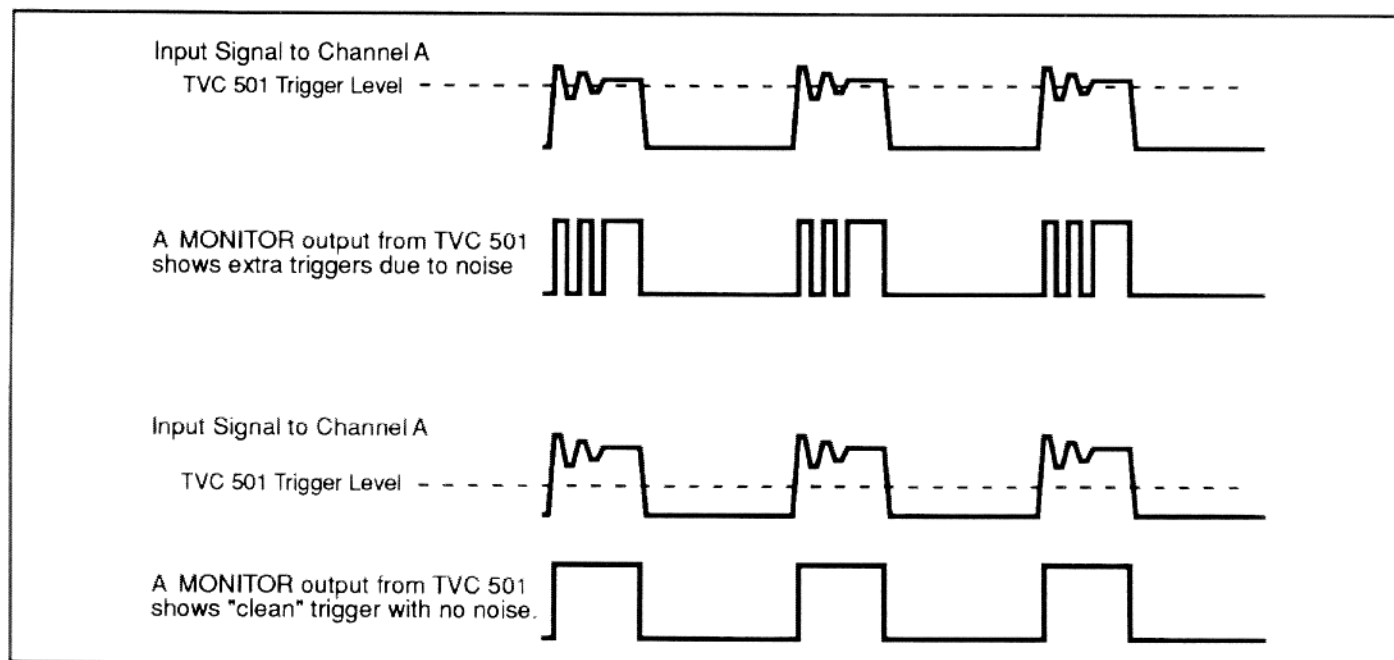 Input Signal to Channel A
TVC 501 Trigger Level
A MONITOR output from TVC 501
shows extra triggers due to noise
Input Signal to Channel A
TVC 501 Trigger Level
A MONITOR output from TVC 501
shows "clean" trigger with no noise.